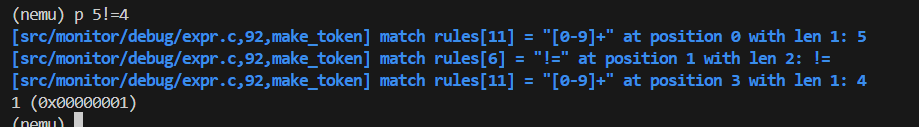 (nemu) p 5!=4
[src/monitor/debug/expr.c,92,make_token] match rules[11] = "[0-9]+" at position 0 with len 1: 5
[src/monitor/debug/expr.c,92,make_token] match rules[6] = "!=" at position 1 with len 2: !=
[src/monitor/debug/expr.c,92,make_token] match rules[11] = "[0-9]+" at position 3 with len 1: 4
1 (0x00000001)
(nemu)